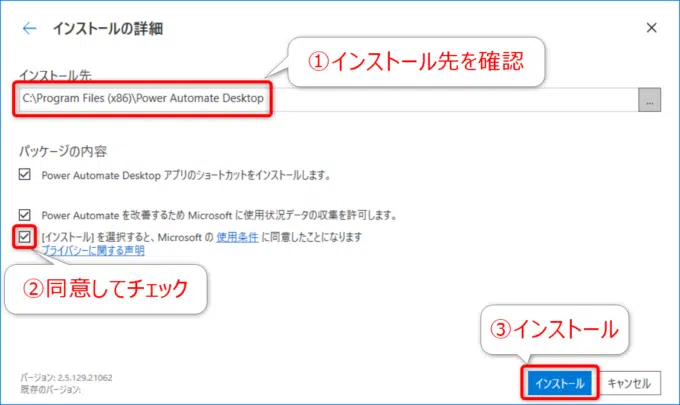 インストールの詳細
①インストール先を確認
インストール先
C:\Program Files (x86)\Power Automate Desktop
...
パッケージの内容
Power Automate Desktop アプリのショートカットをインストールします。
Power Automate を改善するため Microsoft に使用状況データの収集を許可します。
[インストール] を選択すると、Microsoft の 使用条件 に同意したことになります
プライバシーに関する声明
②同意してチェック
③インストール
バージョン: 2.5.129.21062
既存のバージョン:
インストール
キャンセル